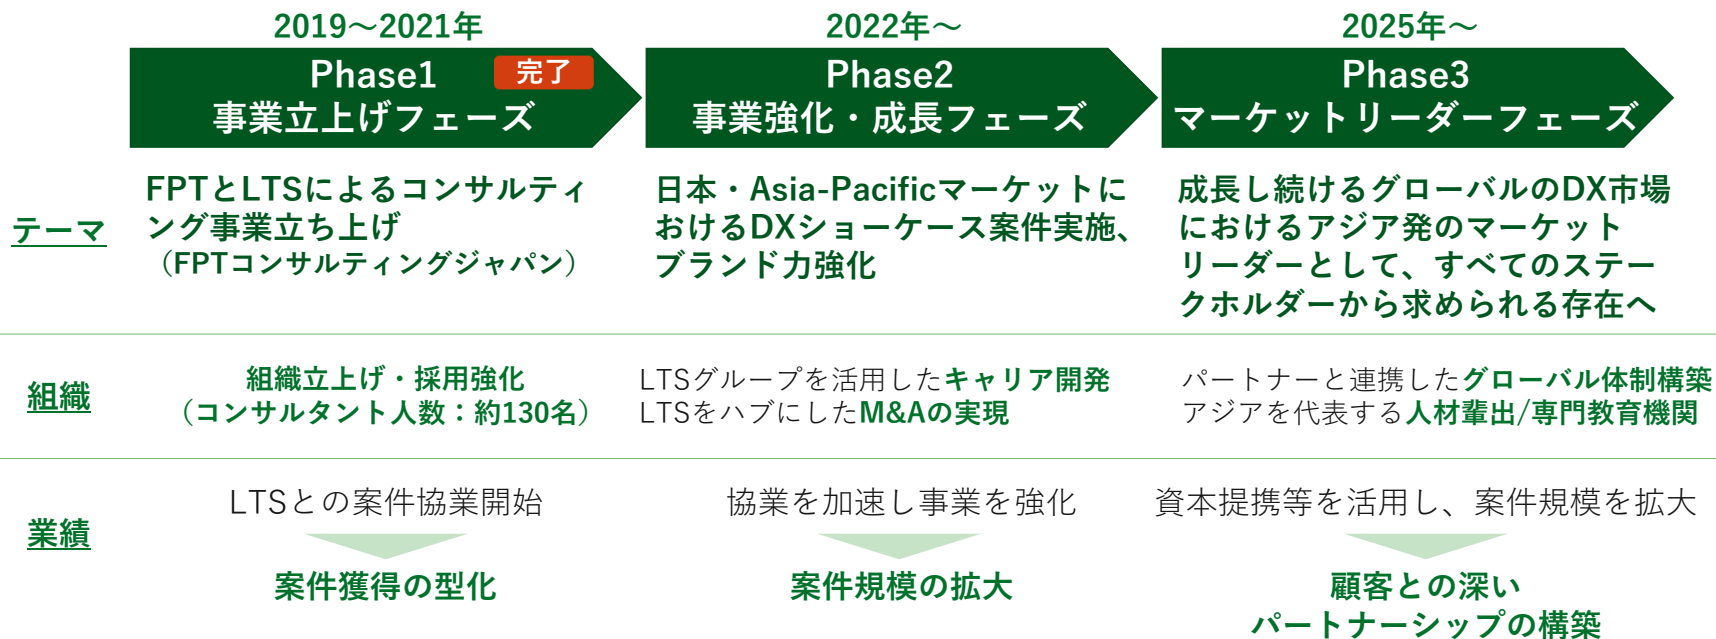 2019～2021年
Phase1
完了
事業立上げフェーズ
2022年～
Phase2
事業強化・成長フェーズ
2025年～
Phase3
マーケットリーダーフェーズ
テーマ
FPTとLTSによるコンサルティ
ング事業立ち上げ
（FPTコンサルティングジャパン）
日本・Asia-Pacificマーケットに
おけるDXショーケース案件実施、
ブランド力強化
成長し続けるグローバルのDX市場
におけるアジア発のマーケット
リーダーとして、すべてのステー
クホルダーから求められる存在へ
組織
組織立上げ・採用強化
（コンサルタント人数：約130名）
LTSグループを活用したキャリア開発
LTSをハブにしたM&Aの実現
パートナーと連携したグローバル体制構築
アジアを代表する人材輩出/専門教育機関
業績
LTSとの案件協業開始
案件獲得の型化
協業を加速し事業を強化
案件規模の拡大
資本提携等を活用し、案件規模を拡大
顧客との深い
パートナーシップの構築